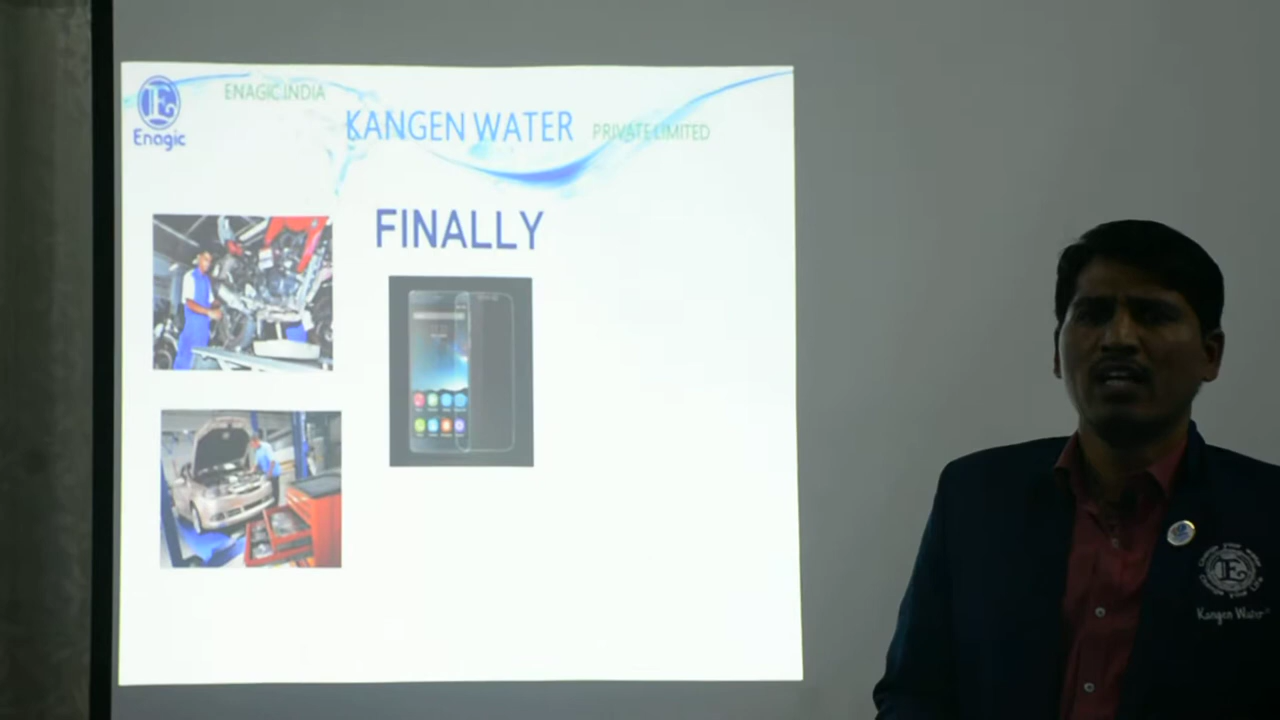 ENAGIC INDIA
KANGEN WATER
PRIVATE LIMITED
Enagic
FINALLY
E
Kangen Water